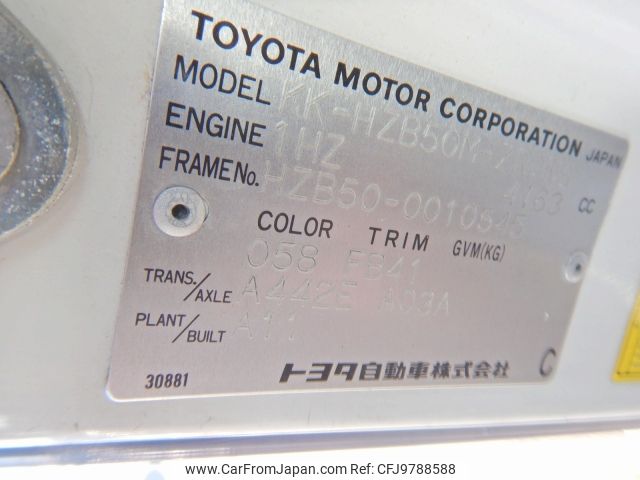 TOYOTA MOTOR CORPORATION JAPAN
MODEL KK-HZB50M-
ENGINE 1HZ 4163 CC
FRAME No. HZB50-0010545
COLOR TRIM GVM(KG)
058 FB41
TRANS./AXLE A442E A03A
PLANT/BUILT A11
30881 トヨタ自動車株式会社 C
www.CarFromJapan.com Stock ID:CFJ9788588